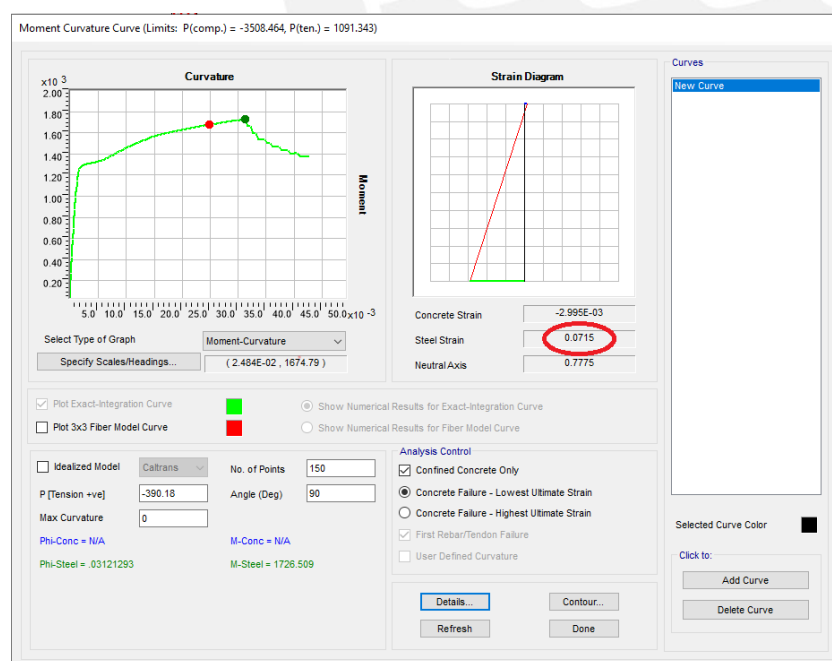 Moment Curvature Curve (Limits: P(comp.) = -3508.464, P(ten.) = 1091.343)
Curvature
x10 3
2.00
1.80
1.60
1.40
1.20
1.00
0.80
0.60
0.40
0.20
Moment
5.0 10.0 15.0 20.0 25.0 30.0 35.0 40.0 45.0 50.0 x10 -3
Select Type of Graph
Moment-Curvature
Specify Scales/Headings...
( 2.484E-02 , 1674.79 )
Strain Diagram
Concrete Strain
-2.995E-03
Steel Strain
0.0715
Neutral Axis
0.7775
Curves
New Curve
Plot Exact-Integration Curve
Show Numerical Results for Exact-Integration Curve
Plot 3x3 Fiber Model Curve
Show Numerical Results for Fiber Model Curve
Idealized Model
Caltrans
No. of Points
150
P [Tension +ve]
-390.18
Angle (Deg)
90
Max Curvature
0
Phi-Conc = N/A
M-Conc = N/A
Phi-Steel = .03121293
M-Steel = 1726.509
Analysis Control
Confined Concrete Only
Concrete Failure - Lowest Ultimate Strain
Concrete Failure - Highest Ultimate Strain
First Rebar/Tendon Failure
User Defined Curvature
Details...
Contour...
Refresh
Done
Selected Curve Color
Click to:
Add Curve
Delete Curve